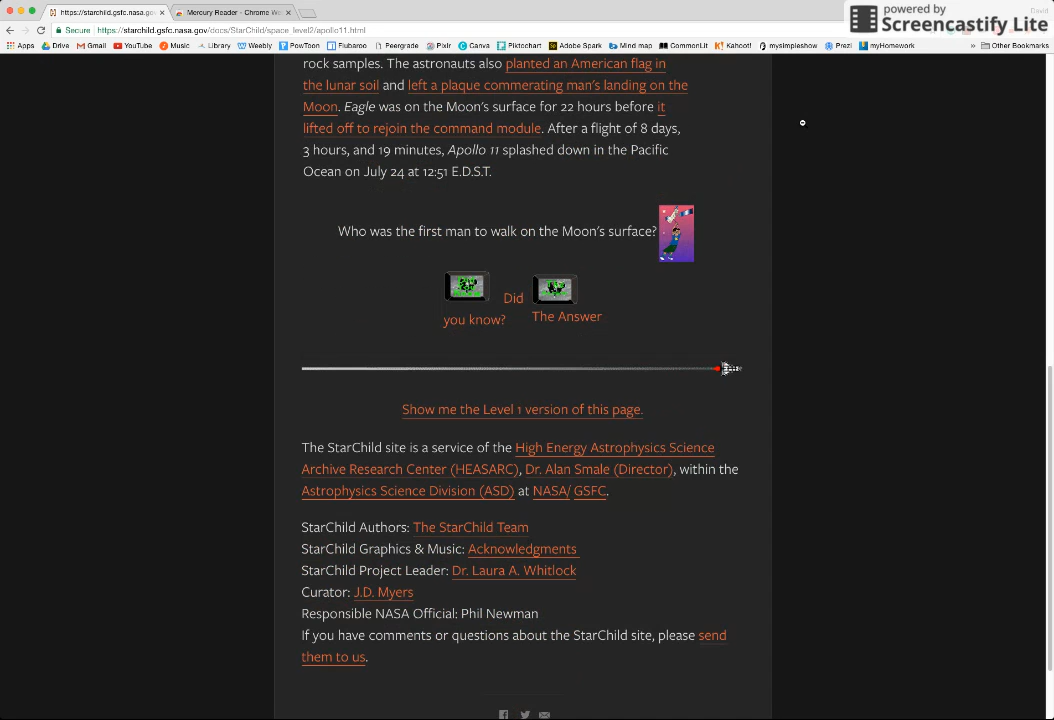 https://starchild.gsfc.nasa.go
Mercury Reader - Chrome We
David
powered by
Screencastify Lite
Secure https://starchild.gsfc.nasa.gov/docs/StarChild/space_level2/apollo11.html
Apps Drive Gmail YouTube Music Library Weebly PowToon Flubaroo Peergrade Pixlr Canva Piktochart Adobe Spark Mind map CommonLit Kahoot! mysimpleshow Prezi myHomework » Other Bookmarks
rock samples. The astronauts also planted an American flag in
the lunar soil and left a plaque commerating man's landing on the
Moon. Eagle was on the Moon's surface for 22 hours before it
lifted off to rejoin the command module. After a flight of 8 days,
3 hours, and 19 minutes, Apollo 11 splashed down in the Pacific
Ocean on July 24 at 12:51 E.D.S.T.
Who was the first man to walk on the Moon's surface?
Did
you know?
The Answer
Show me the Level 1 version of this page.
The StarChild site is a service of the High Energy Astrophysics Science
Archive Research Center (HEASARC), Dr. Alan Smale (Director), within the
Astrophysics Science Division (ASD) at NASA/ GSFC.
StarChild Authors: The StarChild Team
StarChild Graphics & Music: Acknowledgments
StarChild Project Leader: Dr. Laura A. Whitlock
Curator: J.D. Myers
Responsible NASA Official: Phil Newman
If you have comments or questions about the StarChild site, please send
them to us.